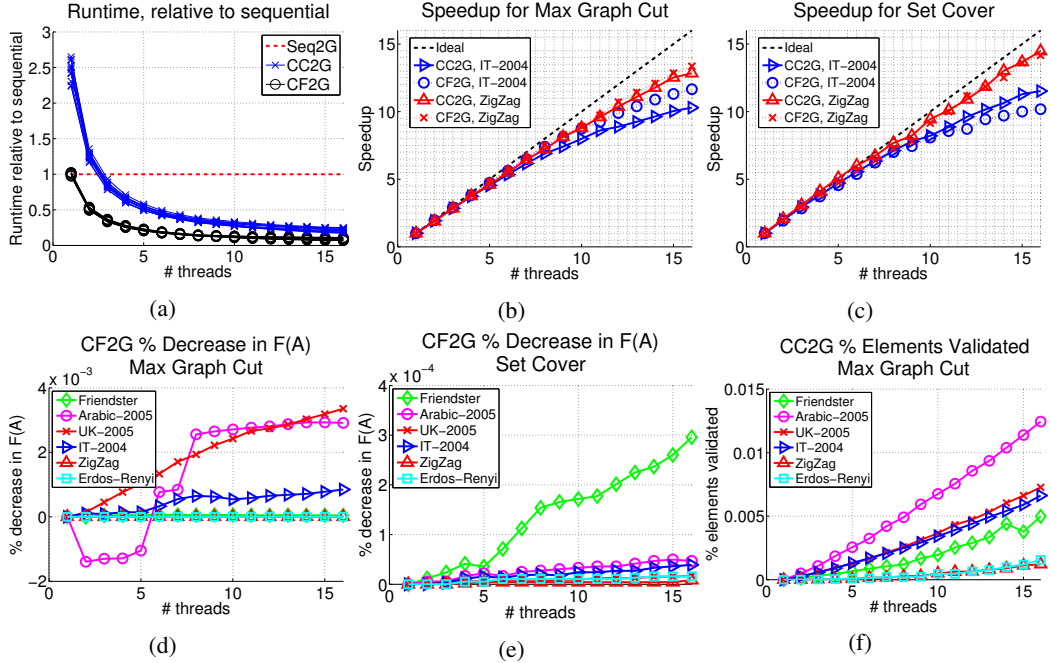 Runtime, relative to sequential
Runtime relative to sequential
3
2.5
2
1.5
1
0.5
0
0
5
10
15
# threads
Seq2G
CC2G
CF2G
(a)
Speedup for Max Graph Cut
Speedup
15
10
5
0
0
5
10
15
# threads
Ideal
CC2G, IT-2004
CF2G, IT-2004
CC2G, ZigZag
CF2G, ZigZag
(b)
Speedup for Set Cover
Speedup
15
10
5
0
0
5
10
15
# threads
Ideal
CC2G, IT-2004
CF2G, IT-2004
CC2G, ZigZag
CF2G, ZigZag
(c)
CF2G % Decrease in F(A)
Max Graph Cut
x 10⁻³
% decrease in F(A)
4
2
0
−2
0
5
10
15
# threads
Friendster
Arabic-2005
UK-2005
IT-2004
ZigZag
Erdos-Renyi
(d)
CF2G % Decrease in F(A)
Set Cover
x 10⁻⁴
% decrease in F(A)
4
3
2
1
0
0
5
10
15
# threads
Friendster
Arabic-2005
UK-2005
IT-2004
ZigZag
Erdos-Renyi
(e)
CC2G % Elements Validated
Max Graph Cut
% elements validated
0.015
0.01
0.005
0
0
5
10
15
# threads
Friendster
Arabic-2005
UK-2005
IT-2004
ZigZag
Erdos-Renyi
(f)